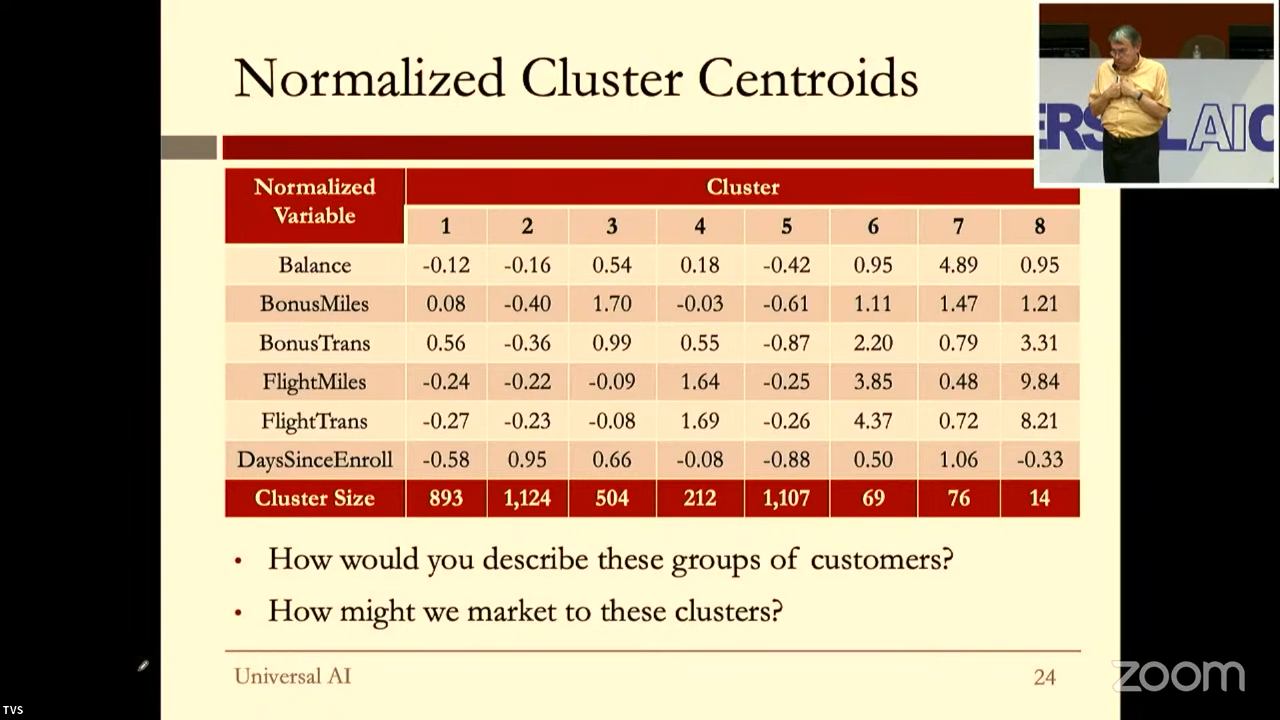 Normalized Cluster Centroids
ERS LAIC
Normalized Variable Cluster
1 2 3 4 5 6 7 8
Balance -0.12 -0.16 0.54 0.18 -0.42 0.95 4.89 0.95
BonusMiles 0.08 -0.40 1.70 -0.03 -0.61 1.11 1.47 1.21
BonusTrans 0.56 -0.36 0.99 0.55 -0.87 2.20 0.79 3.31
FlightMiles -0.24 -0.22 -0.09 1.64 -0.25 3.85 0.48 9.84
FlightTrans -0.27 -0.23 -0.08 1.69 -0.26 4.37 0.72 8.21
DaysSinceEnroll -0.58 0.95 0.66 -0.08 -0.88 0.50 1.06 -0.33
Cluster Size 893 1,124 504 212 1,107 69 76 14
• How would you describe these groups of customers?
• How might we market to these clusters?
Universal AI 24
zoom
TVS